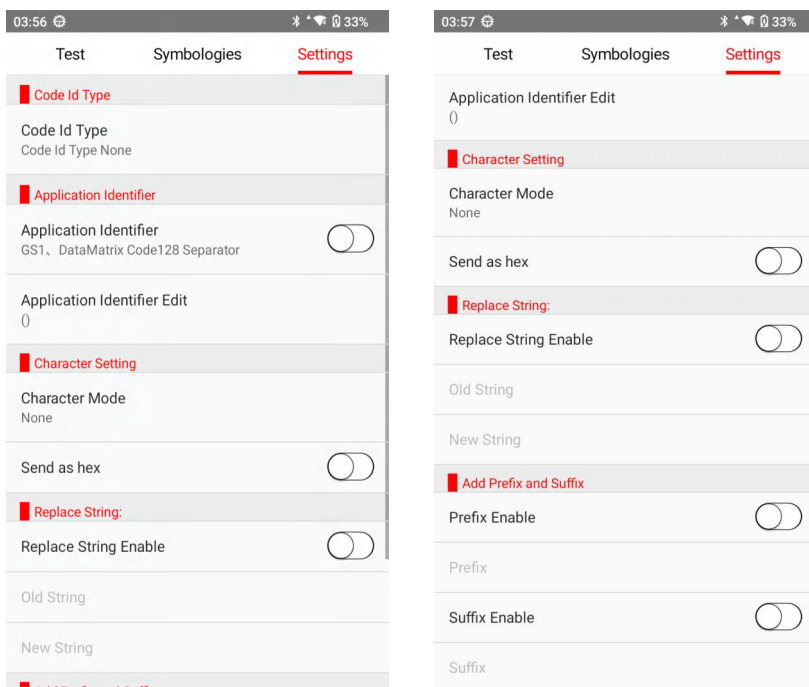 03:56
33%
Test
Symbologies
Settings
Code Id Type
Code Id Type
Code Id Type None
Application Identifier
Application Identifier
GS1、DataMatrix Code128 Separator
Application Identifier Edit
()
Character Setting
Character Mode
None
Send as hex
Replace String:
Replace String Enable
Old String
New String
03:57
33%
Test
Symbologies
Settings
Application Identifier Edit
()
Character Setting
Character Mode
None
Send as hex
Replace String:
Replace String Enable
Old String
New String
Add Prefix and Suffix
Prefix Enable
Prefix
Suffix Enable
Suffix